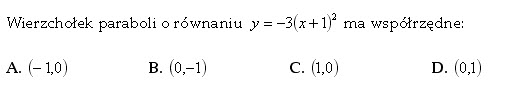 Wierzchołek paraboli o równaniu y = −3(x+1)² ma współrzędne:
A. (−1,0) B. (0,−1) C. (1,0) D. (0,1)